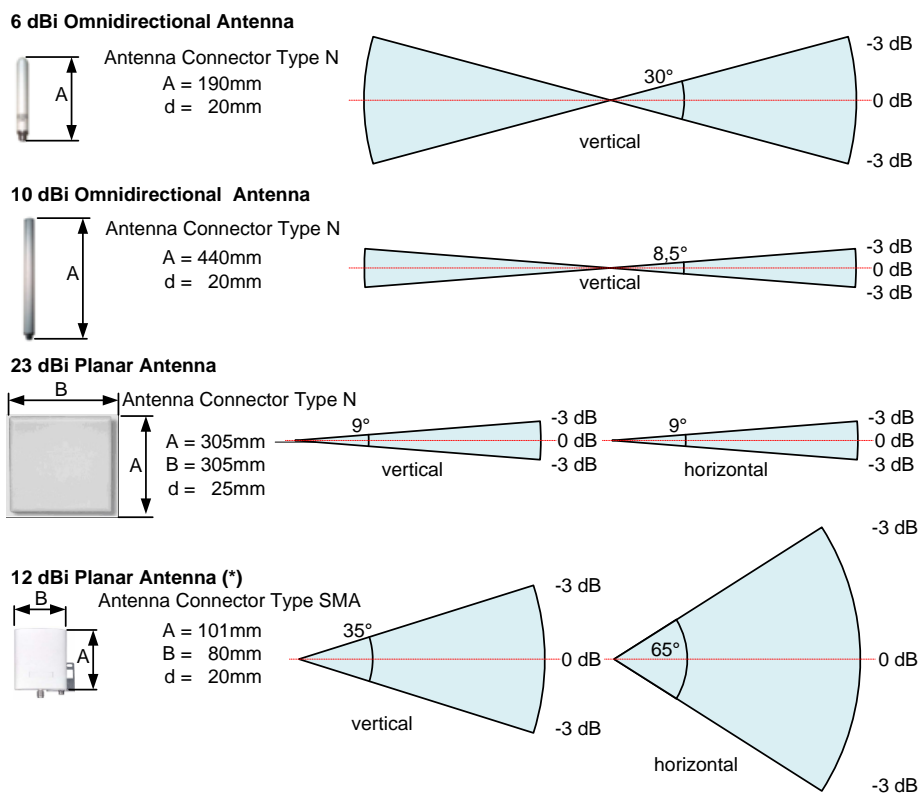 6 dBi Omnidirectional Antenna
Antenna Connector Type N
A
A = 190mm
d = 20mm
30°
vertical
-3 dB
0 dB
-3 dB
10 dBi Omnidirectional Antenna
Antenna Connector Type N
A
A = 440mm
d = 20mm
8,5°
vertical
-3 dB
0 dB
-3 dB
23 dBi Planar Antenna
B
Antenna Connector Type N
A
A = 305mm
B = 305mm
d = 25mm
9°
vertical
-3 dB
0 dB
-3 dB
9°
horizontal
-3 dB
0 dB
-3 dB
12 dBi Planar Antenna (*)
B
Antenna Connector Type SMA
A
A = 101mm
B = 80mm
d = 20mm
35°
vertical
-3 dB
0 dB
-3 dB
65°
horizontal
-3 dB
0 dB
-3 dB